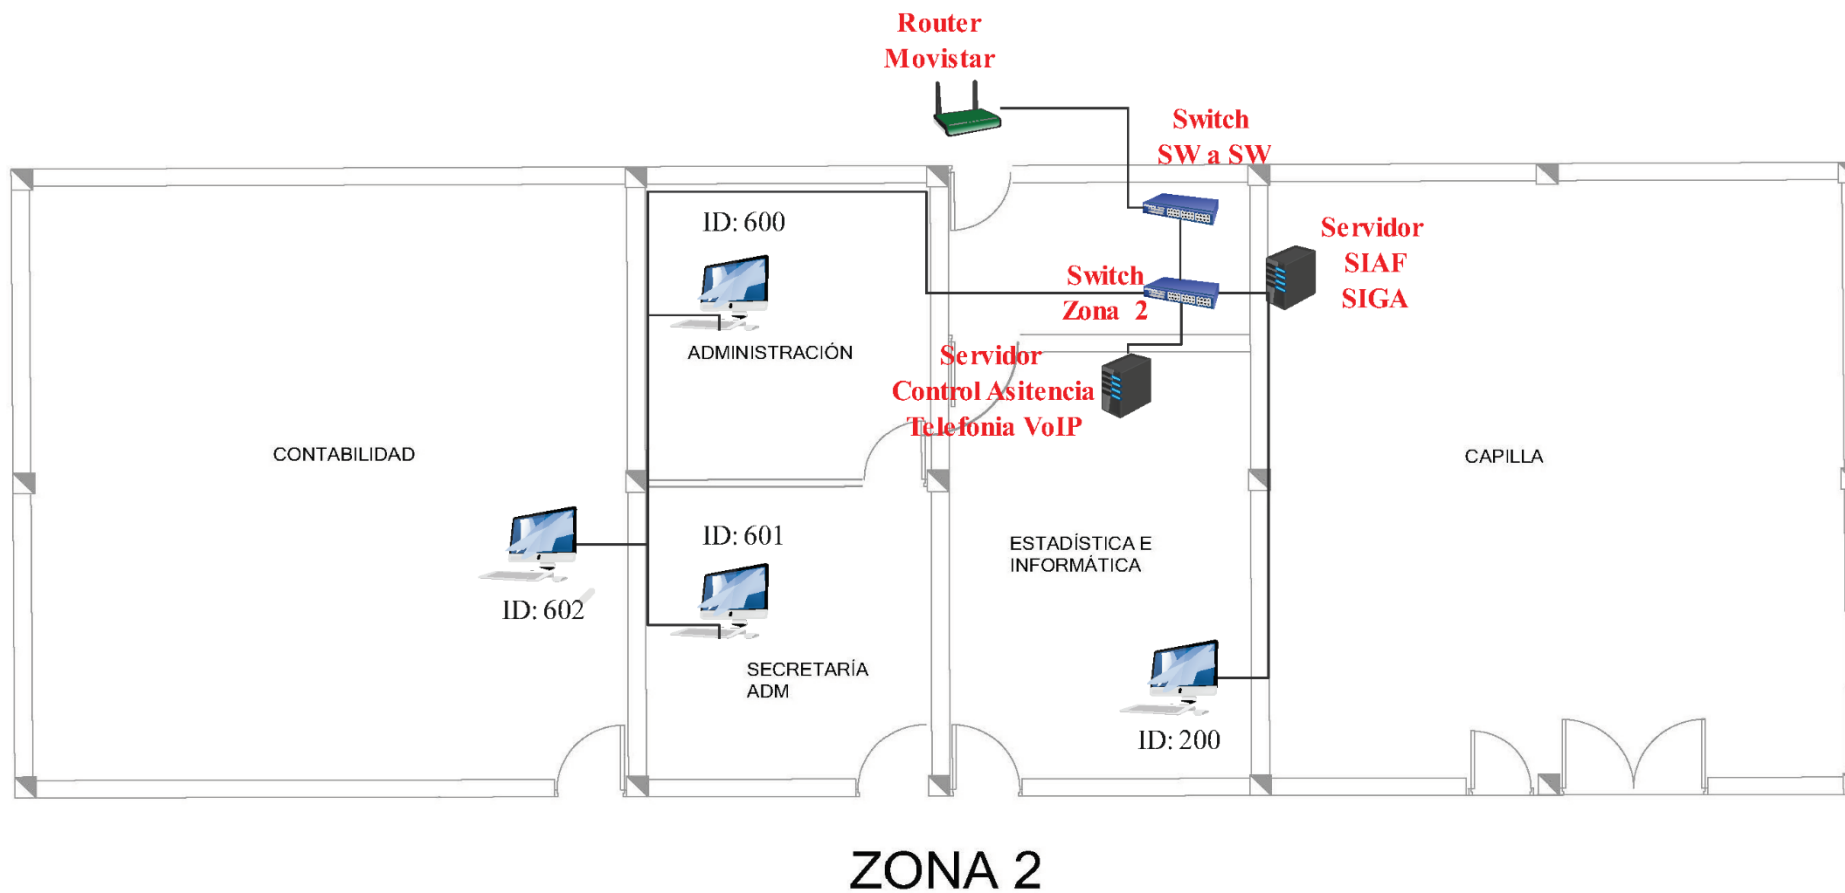 Router
Movistar
Switch
SW a SW
ID: 600
Servidor
SIAF
SIGA
Switch
Zona 2
ADMINISTRACIÓN
Servidor
Control Asitencia
Telefonia VoIP
CONTABILIDAD
CAPILLA
ID: 601
ESTADÍSTICA E
INFORMÁTICA
ID: 602
SECRETARÍA
ADM
ID: 200
ZONA 2